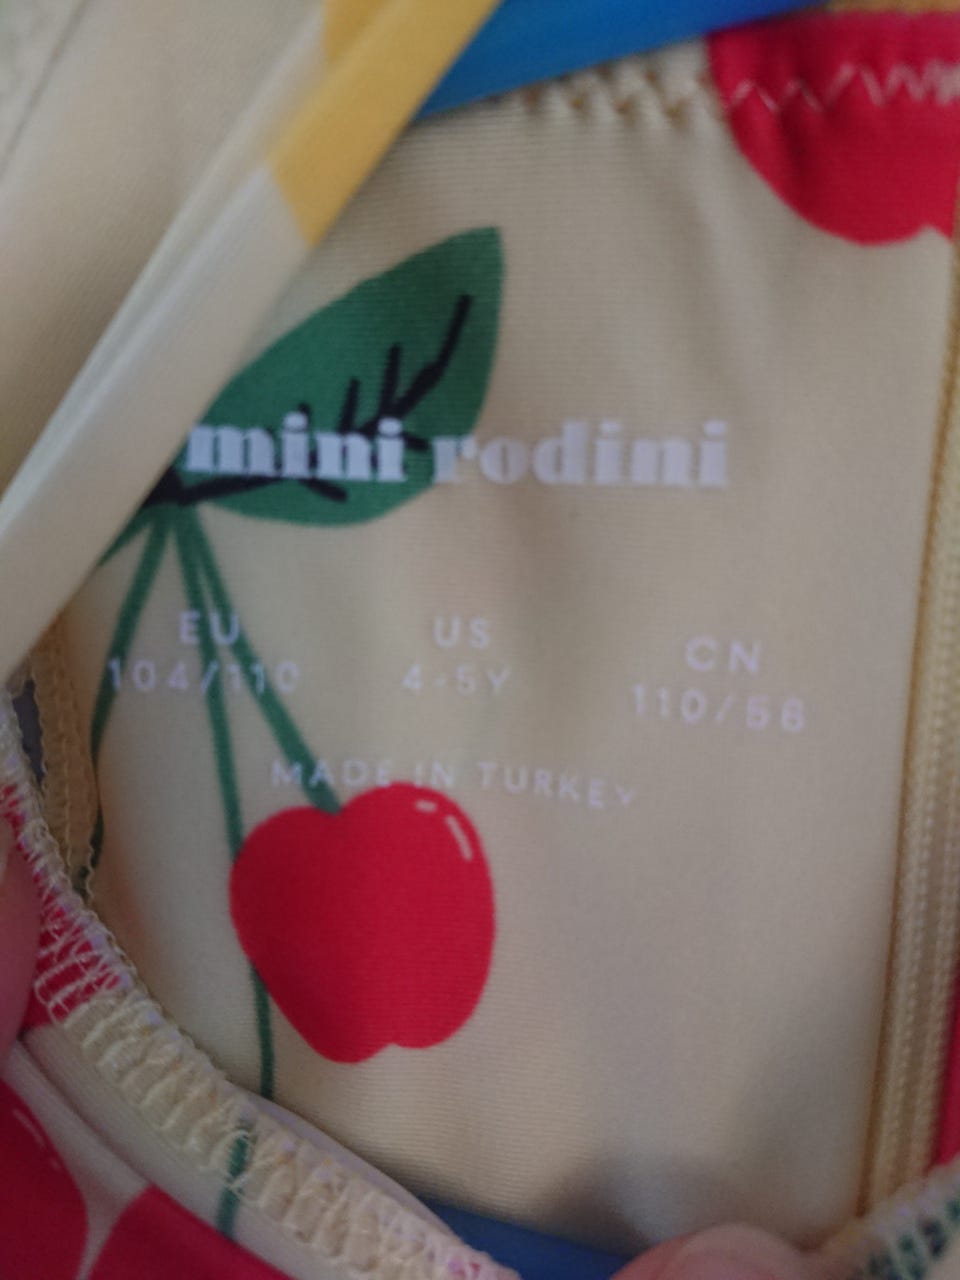 mini rodini
EU US CN
104/110 4-5Y 110/56
MADE IN TURKEY